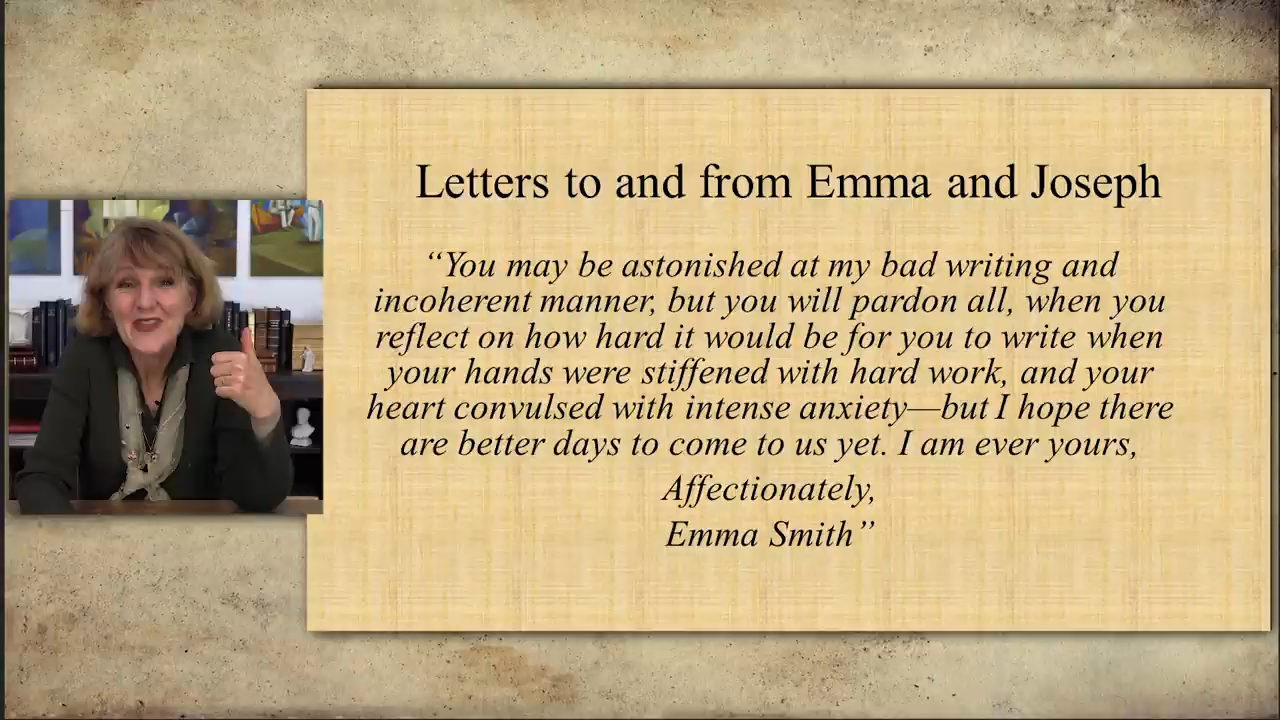 Letters to and from Emma and Joseph
“You may be astonished at my bad writing and
incoherent manner, but you will pardon all, when you
reflect on how hard it would be for you to write when
your hands were stiffened with hard work, and your
heart convulsed with intense anxiety—but I hope there
are better days to come to us yet. I am ever yours,
Affectionately,
Emma Smith”